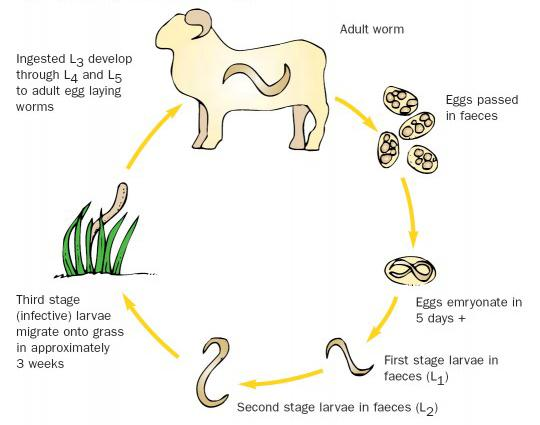 Adult worm
Ingested L3 develop
through L4 and L5
to adult egg laying
worms
Eggs passed
in faeces
Eggs emryonate in
5 days +
First stage larvae in
faeces (L1)
Second stage larvae in faeces (L2)
Third stage
(infective) larvae
migrate onto grass
in approximately
3 weeks